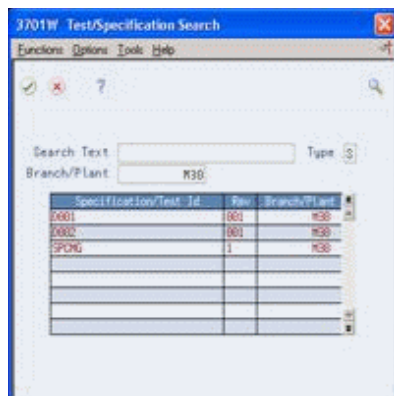 3701W Test/Specification Search
Functions Options Tools Help
?
Search Text Type S
Branch/Plant M30
Specification/Test Id Rev Branch/Plant
D001 001 M30
D002 001 M30
SPCMG 1 M30